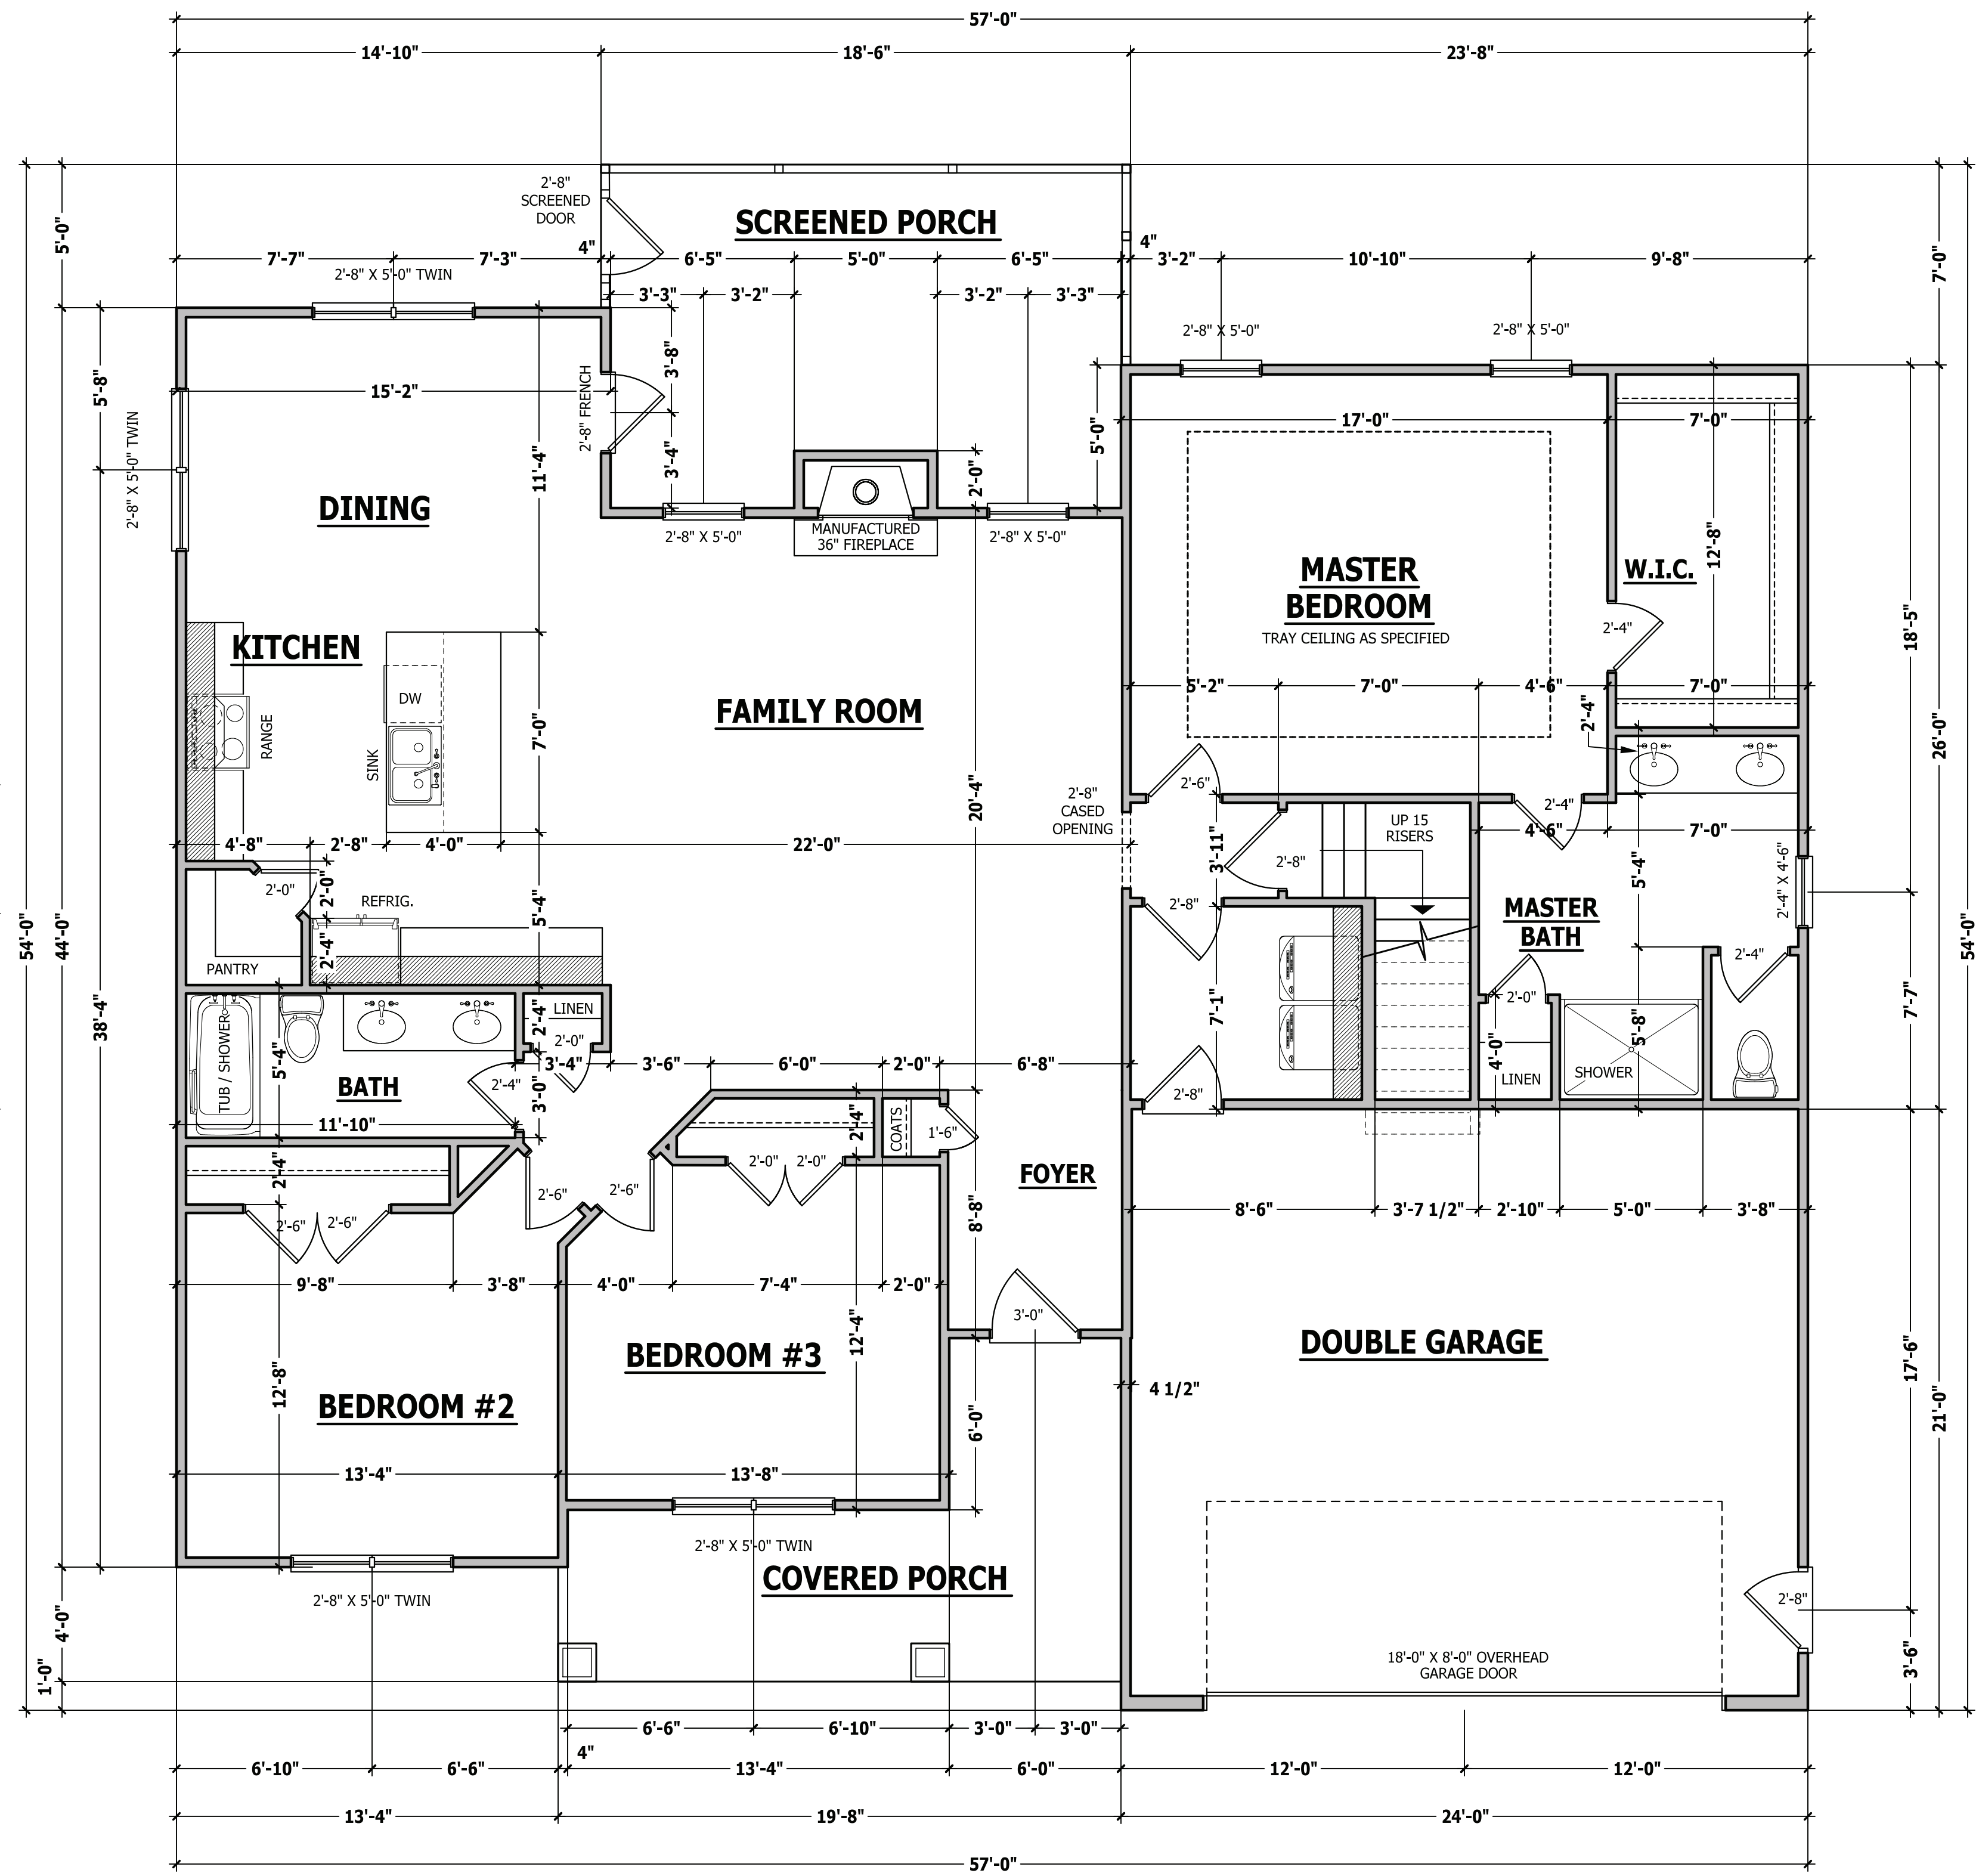 57'-0"
14'-10"
18'-6"
23'-8"
2'-8"
SCREENED
DOOR
SCREENED PORCH
5'-0"
7'-0"
7'-7"
7'-3"
4"
6'-5"
5'-0"
6'-5"
4"
3'-2"
10'-10"
9'-8"
2'-8" X 5'-0" TWIN
3'-3"
3'-2"
3'-2"
3'-3"
2'-8" X 5'-0"
2'-8" X 5'-0"
5'-8"
15'-2"
3'-8"
2'-8" FRENCH
3'-4"
11'-4"
5'-0"
17'-0"
7'-0"
2'-8" X 5'-0" TWIN
DINING
2'-0"
2'-8" X 5'-0"
MANUFACTURED
36" FIREPLACE
2'-8" X 5'-0"
12'-8"
MASTER
BEDROOM
TRAY CEILING AS SPECIFIED
W.I.C.
2'-4"
18'-5"
KITCHEN
DW
RANGE
SINK
7'-0"
FAMILY ROOM
5'-2"
7'-0"
4'-6"
7'-0"
2'-4"
26'-0"
20'-4"
2'-8"
CASED
OPENING
2'-6"
2'-4"
UP 15
RISERS
4'-8"
2'-8"
4'-0"
22'-0"
3'-11"
2'-8"
4'-6"
7'-0"
5'-4"
2'-4" X 4'-6"
2'-0"
2'-0"
REFRIG.
5'-4"
2'-8"
MASTER
BATH
54'-0"
44'-0"
54'-0"
2'-4"
PANTRY
2'-4"
2'-0"
7'-7"
38'-4"
TUB / SHOWER
5'-4"
LINEN
2'-4"
2'-0"
7'-1"
4'-0"
LINEN
5'-8"
SHOWER
3'-4"
3'-6"
6'-0"
2'-0"
6'-8"
BATH
2'-4"
3'-0"
2'-8"
11'-10"
2'-4"
COATS
1'-6"
2'-4"
2'-0"
2'-0"
FOYER
2'-6"
2'-6"
8'-8"
8'-6"
3'-7 1/2"
2'-10"
5'-0"
3'-8"
2'-6"
2'-6"
9'-8"
3'-8"
4'-0"
7'-4"
2'-0"
3'-0"
12'-4"
BEDROOM #3
DOUBLE GARAGE
17'-6"
12'-8"
BEDROOM #2
4 1/2"
6'-0"
21'-0"
13'-4"
13'-8"
2'-8" X 5'-0" TWIN
COVERED PORCH
2'-8" X 5'-0" TWIN
2'-8"
4'-0"
1'-0"
18'-0" X 8'-0" OVERHEAD
GARAGE DOOR
3'-6"
6'-6"
6'-10"
3'-0"
3'-0"
4"
6'-10"
6'-6"
13'-4"
6'-0"
12'-0"
12'-0"
13'-4"
19'-8"
24'-0"
57'-0"